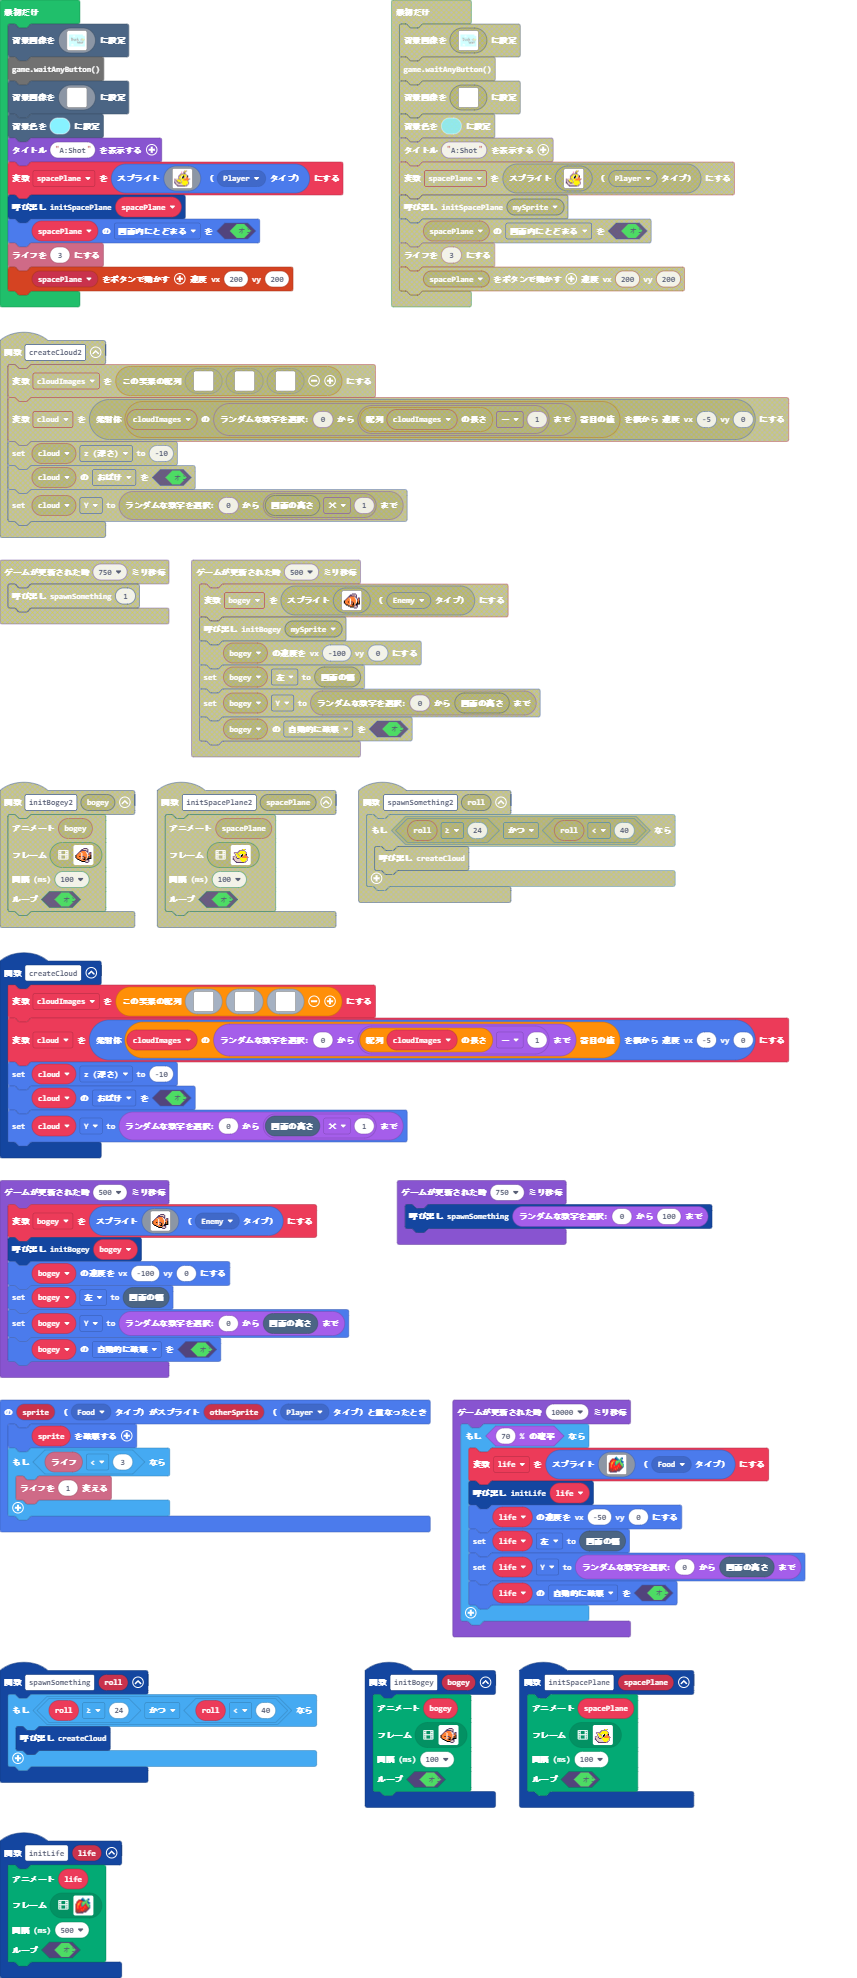 最初だけ
背景画像を に設定
game.waitAnyButton()
背景画像を に設定
背景色を に設定
タイトル "A:Shot" を表示する
変数 spacePlane を スプライト ( Player タイプ) にする
呼び出し initSpacePlane spacePlane
spacePlane の 画面内にとどまる を オ
ライフを 3 にする
spacePlane をボタンで動かす 速度 vx 200 vy 200
最初だけ
背景画像を に設定
game.waitAnyButton()
背景画像を に設定
背景色を に設定
タイトル "A:Shot" を表示する
変数 spacePlane を スプライト ( Player タイプ) にする
呼び出し initSpacePlane mySprite
spacePlane の 画面内にとどまる を オ
ライフを 3 にする
spacePlane をボタンで動かす 速度 vx 200 vy 200
関数 createCloud2
変数 cloudImages を この要素の配列 にする
変数 cloud を 発射体 cloudImages の ランダムな数字を選択: 0 から 配列 cloudImages の長さ - 1 まで 番目の値 を横から 速度 vx -5 vy 0 にする
set cloud z (深さ) to -10
cloud の おばけ を オ
set cloud Y to ランダムな数字を選択: 0 から 画面の高さ × 1 まで
ゲームが更新された時 750 ミリ秒毎
呼び出し spawnSomething 1
ゲームが更新された時 500 ミリ秒毎
変数 bogey を スプライト ( Enemy タイプ) にする
呼び出し initBogey mySprite
bogey の速度を vx -100 vy 0 にする
set bogey 左 to 画面の幅
set bogey Y to ランダムな数字を選択: 0 から 画面の高さ まで
bogey の 自動的に破壊 を オ
関数 initBogey2 bogey
アニメート bogey
フレーム
間隔 (ms) 100
ループ オ
関数 initSpacePlane2 spacePlane
アニメート spacePlane
フレーム
間隔 (ms) 100
ループ オ
関数 spawnSomething2 roll
もし roll ≥ 24 かつ roll < 40 なら
呼び出し createCloud
関数 createCloud
変数 cloudImages を この要素の配列 にする
変数 cloud を 発射体 cloudImages の ランダムな数字を選択: 0 から 配列 cloudImages の長さ - 1 まで 番目の値 を横から 速度 vx -5 vy 0 にする
set cloud z (深さ) to -10
cloud の おばけ を オ
set cloud Y to ランダムな数字を選択: 0 から 画面の高さ × 1 まで
ゲームが更新された時 500 ミリ秒毎
変数 bogey を スプライト ( Enemy タイプ) にする
呼び出し initBogey bogey
bogey の速度を vx -100 vy 0 にする
set bogey 左 to 画面の幅
set bogey Y to ランダムな数字を選択: 0 から 画面の高さ まで
bogey の 自動的に破壊 を オ
ゲームが更新された時 750 ミリ秒毎
呼び出し spawnSomething ランダムな数字を選択: 0 から 100 まで
の sprite ( Food タイプ) がスプライト otherSprite ( Player タイプ) と重なったとき
sprite を破壊する
もし ライフ < 3 なら
ライフを 1 変える
ゲームが更新された時 10000 ミリ秒毎
もし 70 % の確率 なら
変数 life を スプライト ( Food タイプ) にする
呼び出し initLife life
life の速度を vx -50 vy 0 にする
set life 左 to 画面の幅
set life Y to ランダムな数字を選択: 0 から 画面の高さ まで
life の 自動的に破壊 を オ
関数 spawnSomething roll
もし roll ≥ 24 かつ roll < 40 なら
呼び出し createCloud
関数 initBogey bogey
アニメート bogey
フレーム
間隔 (ms) 100
ループ オ
関数 initSpacePlane spacePlane
アニメート spacePlane
フレーム
間隔 (ms) 100
ループ オ
関数 initLife life
アニメート life
フレーム
間隔 (ms) 500
ループ オ